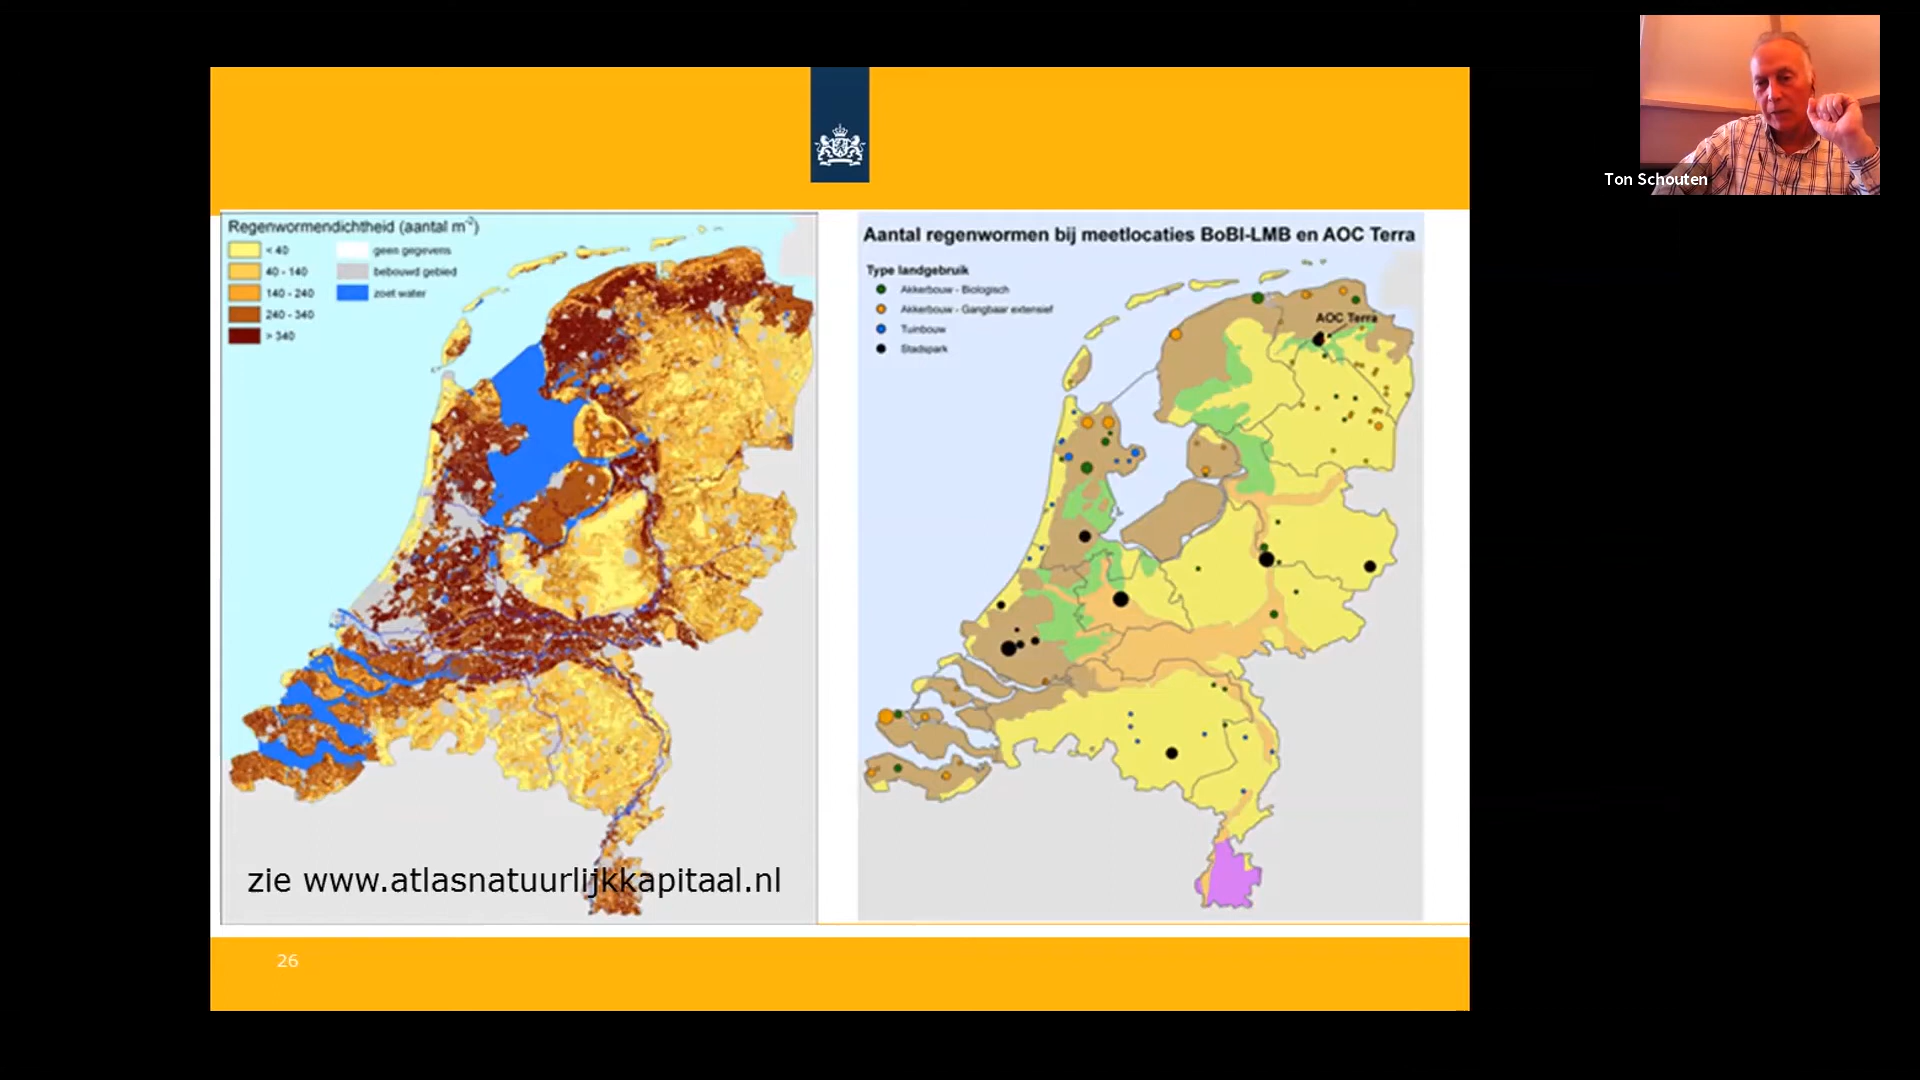 Ton Schouten
Regenwormendichtheid (aantal m⁻²)
< 40
40 - 140
140 - 240
240 - 340
> 340
geen gegevens
bebouwd gebied
zoet water
zie www.atlasnatuurlijkkapitaal.nl
Aantal regenwormen bij meetlocaties BoBI-LMB en AOC Terra
Type landgebruik
Akkerbouw - Biologisch
Akkerbouw - Gangbaar extensief
Tuinbouw
Stadspark
AOC Terra
26